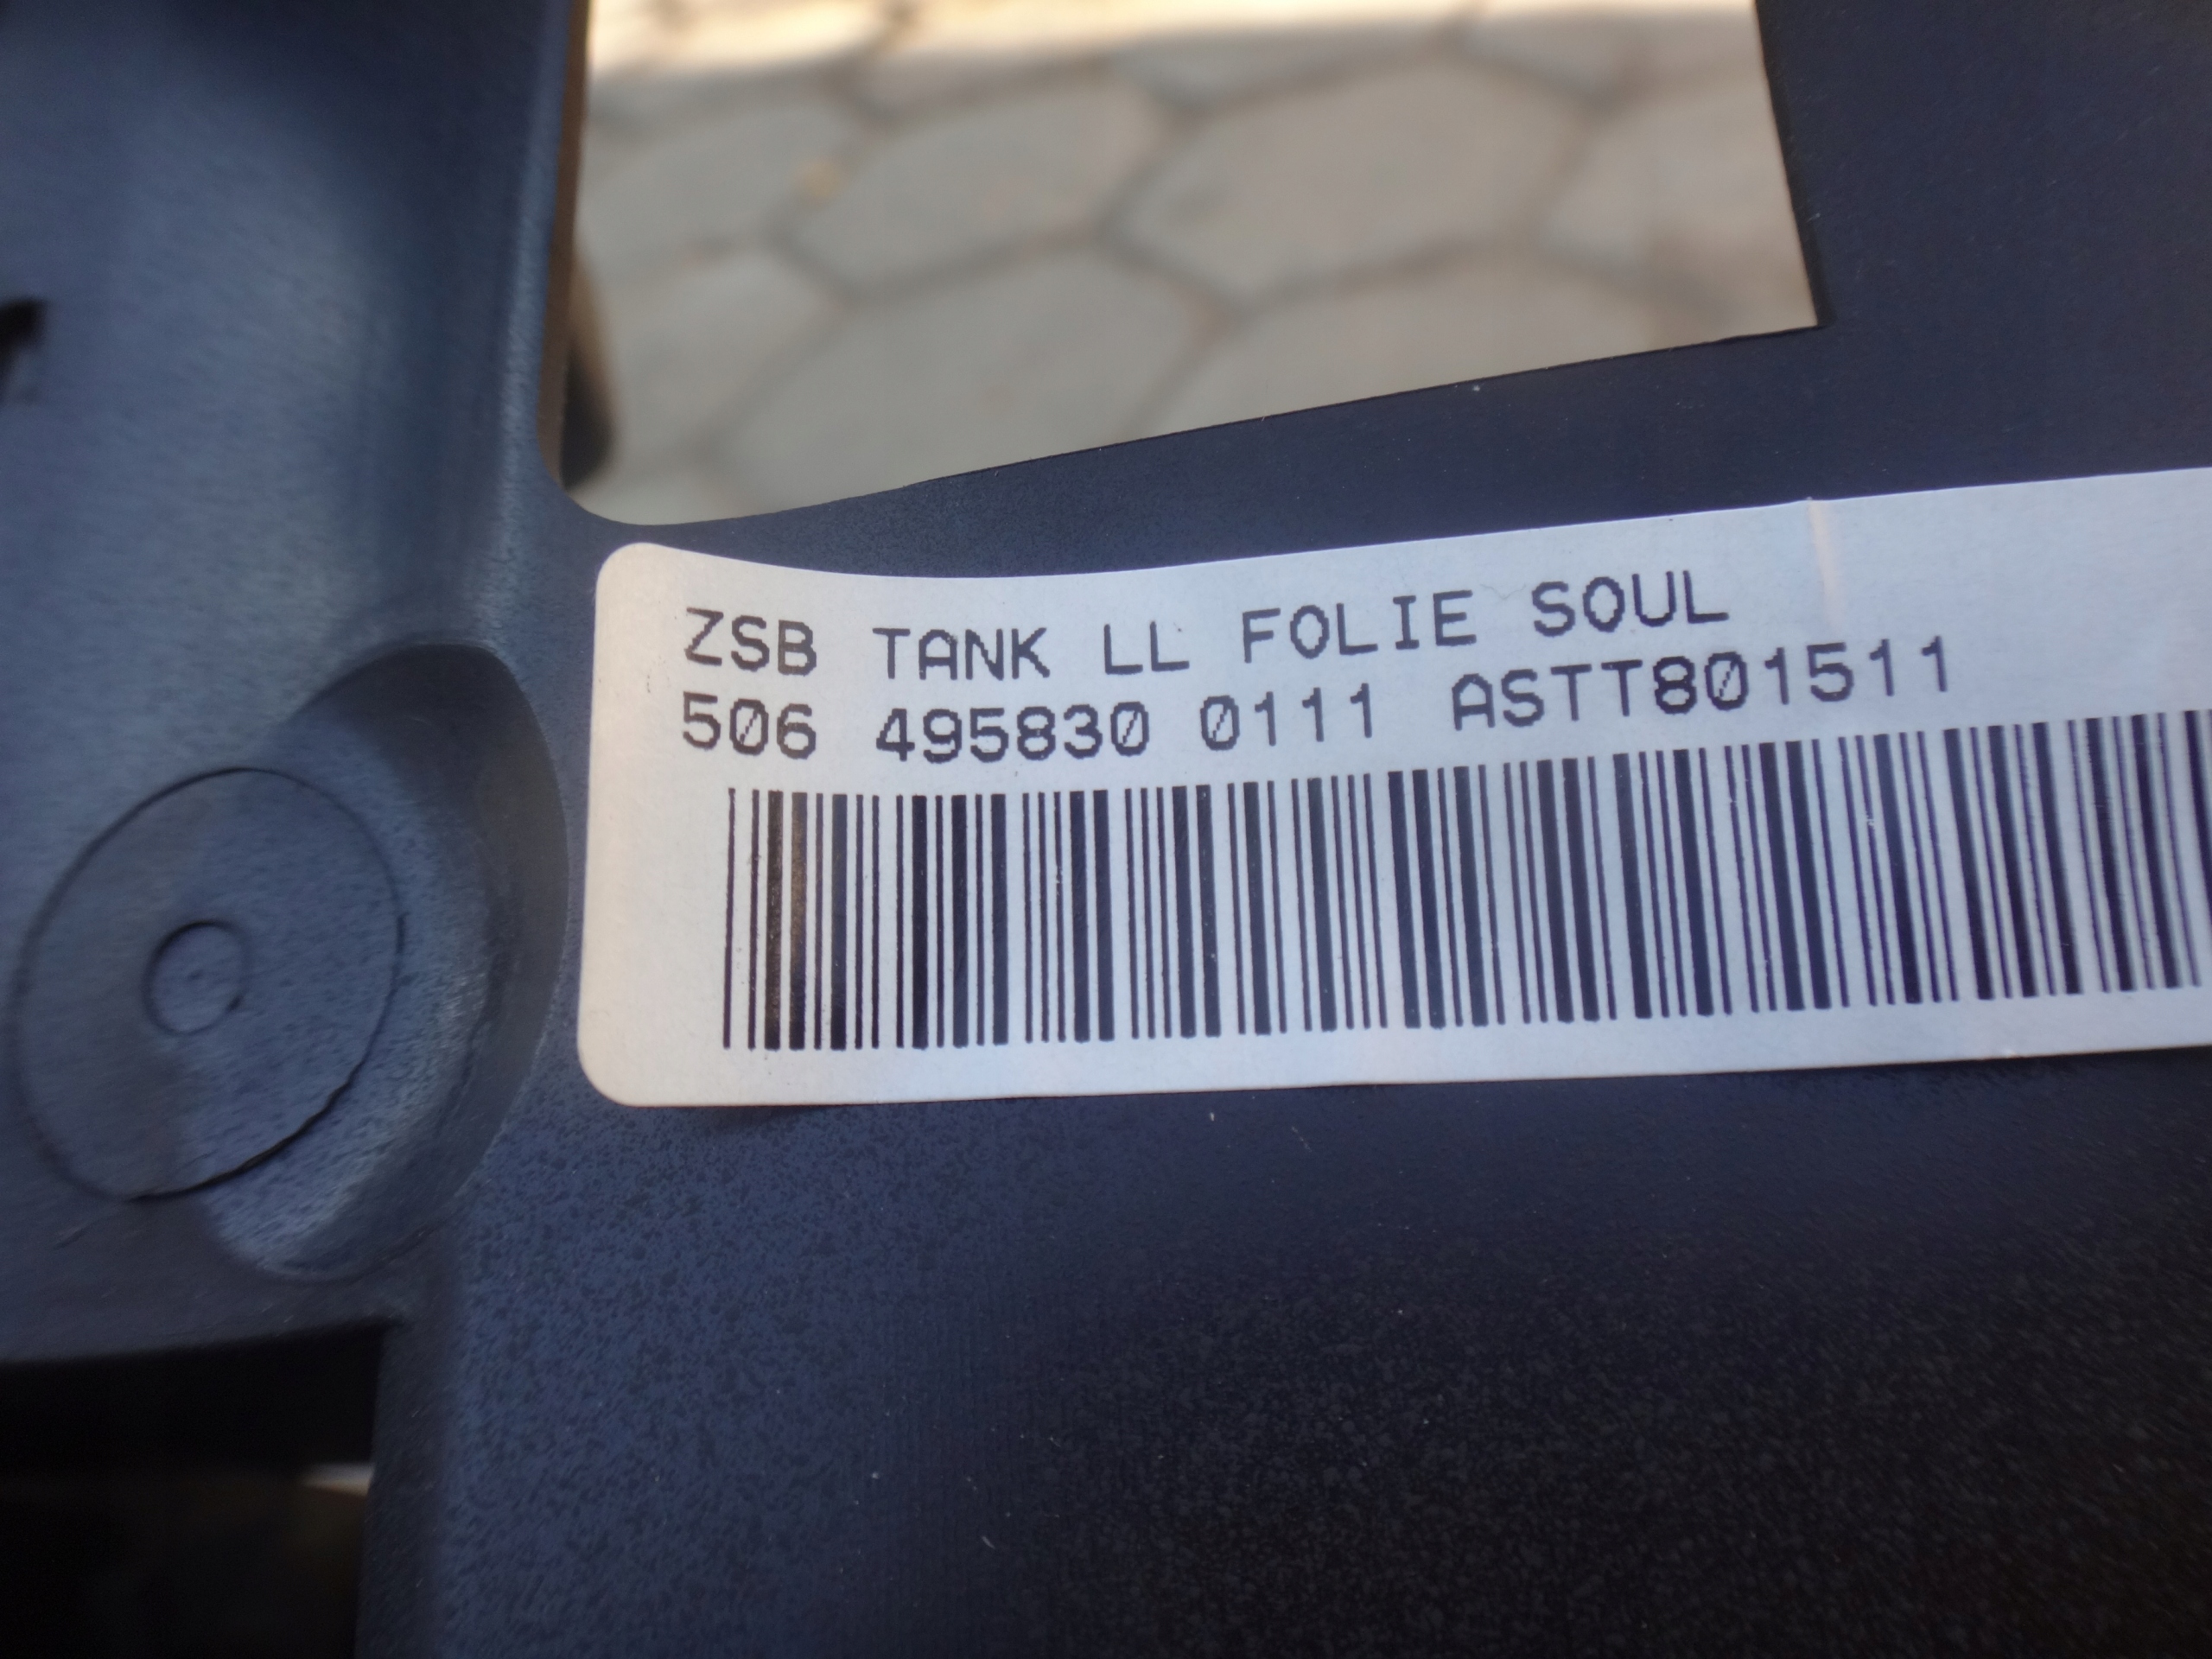 ZSB TANK LL FOLIE SOUL
506 495830 0111 ASTT801511